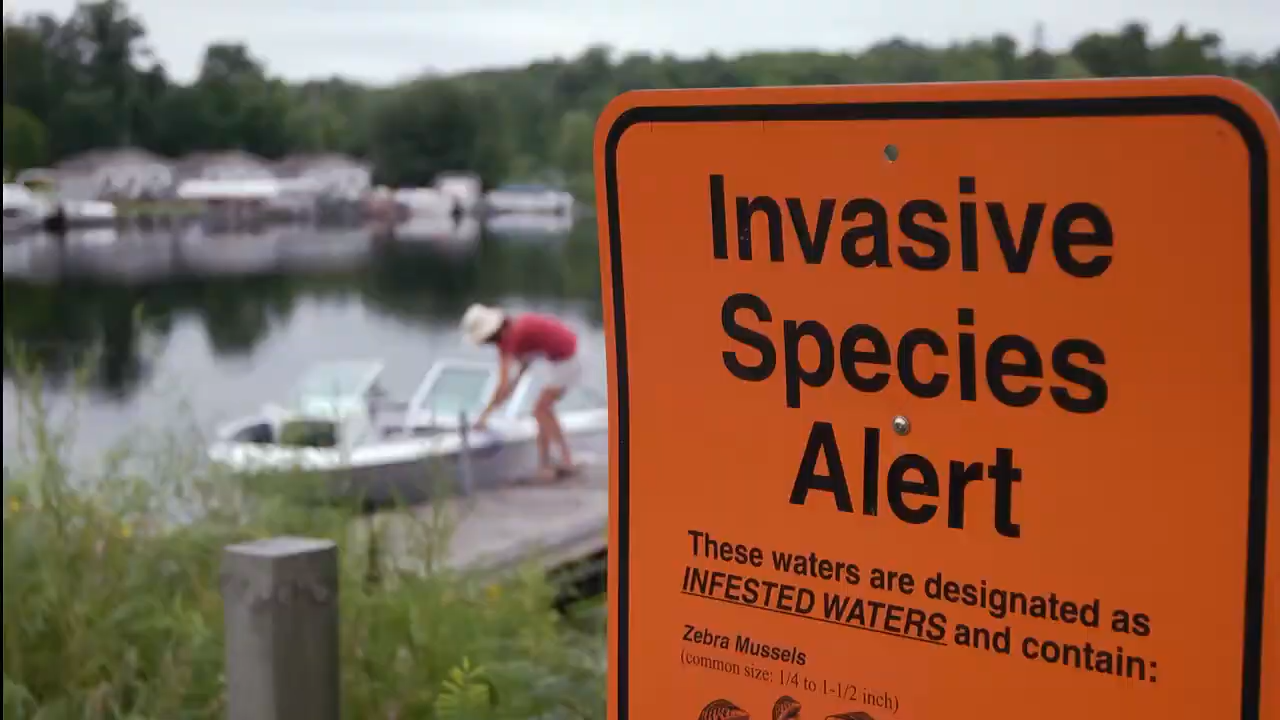 Invasive
Species
Alert
These waters are designated as
INFESTED WATERS and contain:
Zebra Mussels
(common size: 1/4 to 1-1/2 inch)